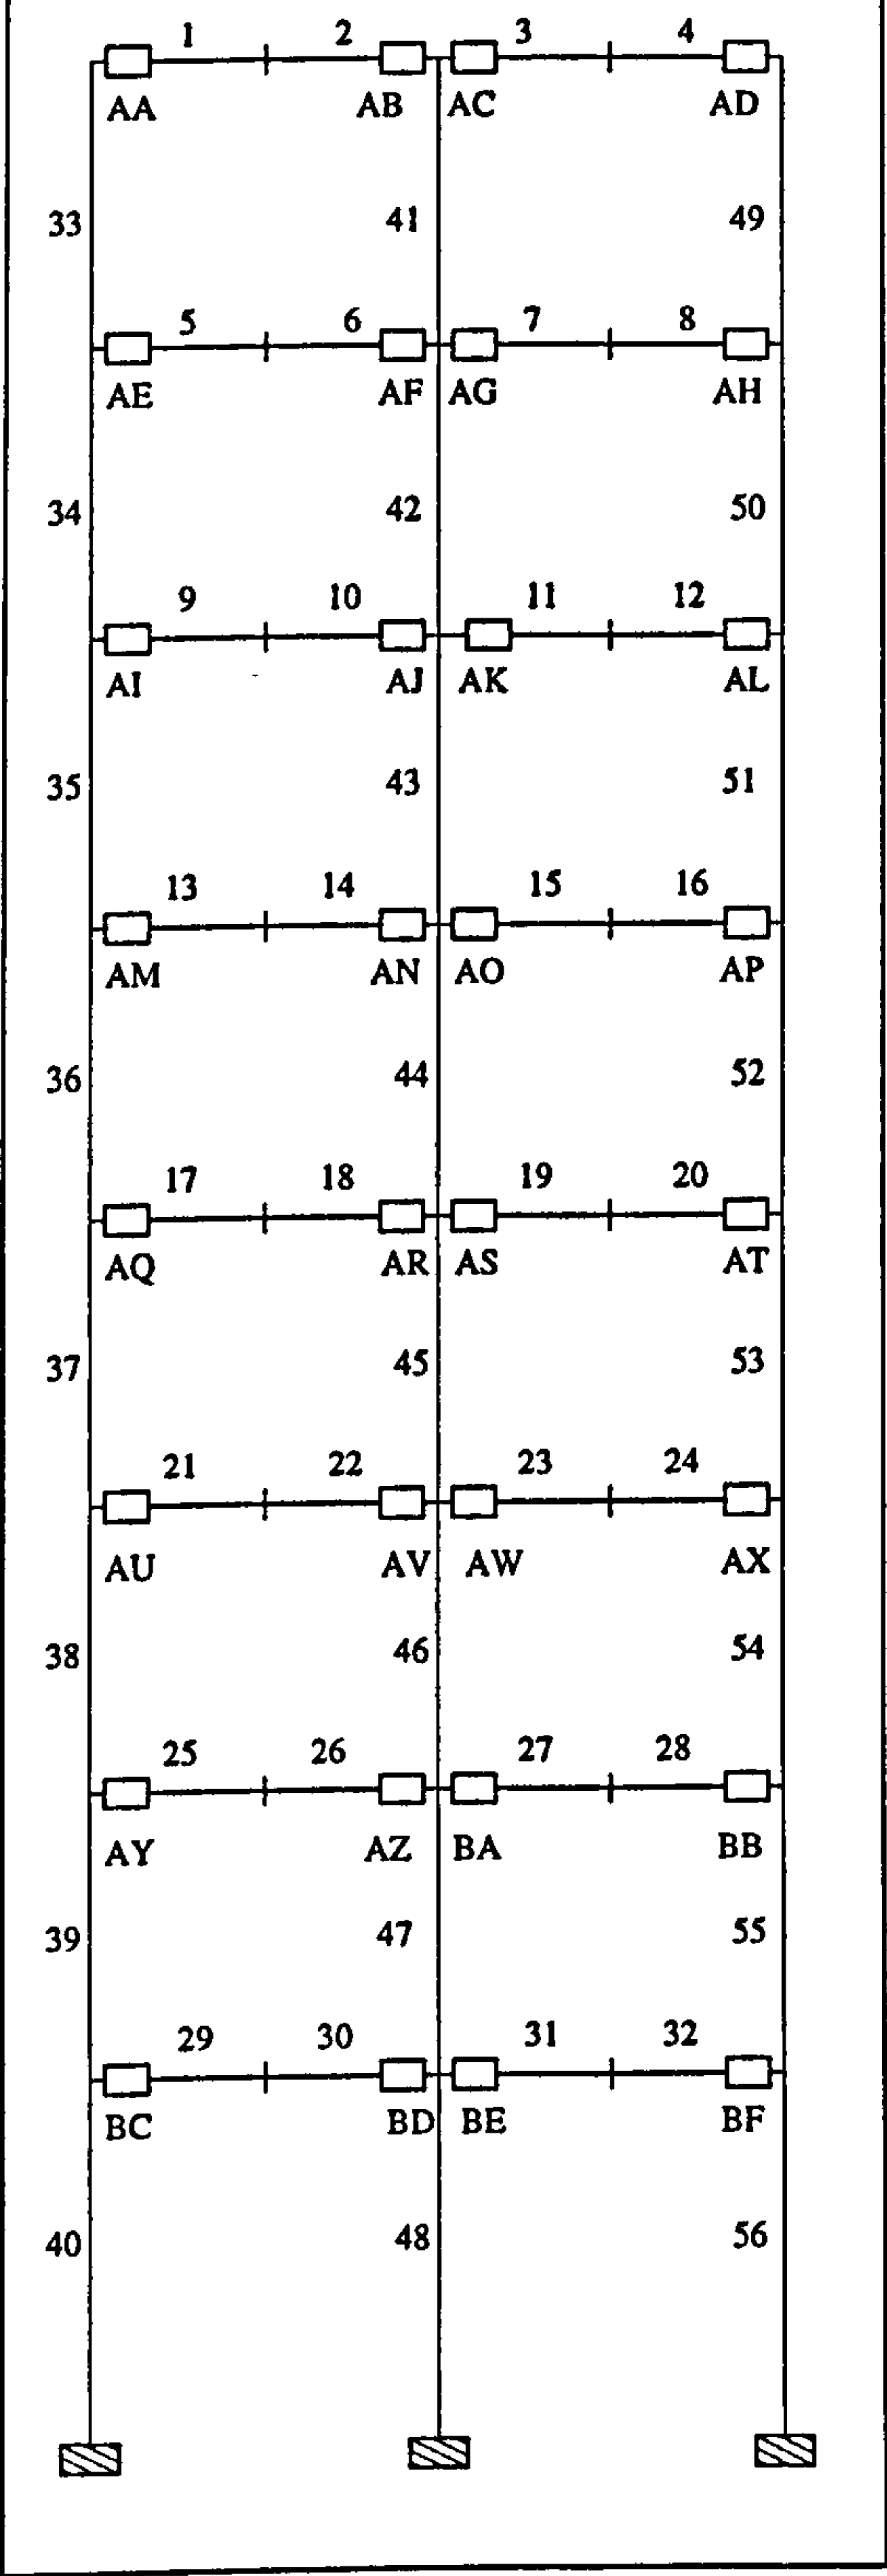 1 2 3 4
AA AB AC AD
33 41 49
5 6 7 8
AE AF AG AH
34 42 50
9 10 11 12
AI AJ AK AL
35 43 51
13 14 15 16
AM AN AO AP
36 44 52
17 18 19 20
AQ AR AS AT
37 45 53
21 22 23 24
AU AV AW AX
38 46 54
25 26 27 28
AY AZ BA BB
39 47 55
29 30 31 32
BC BD BE BF
40 48 56